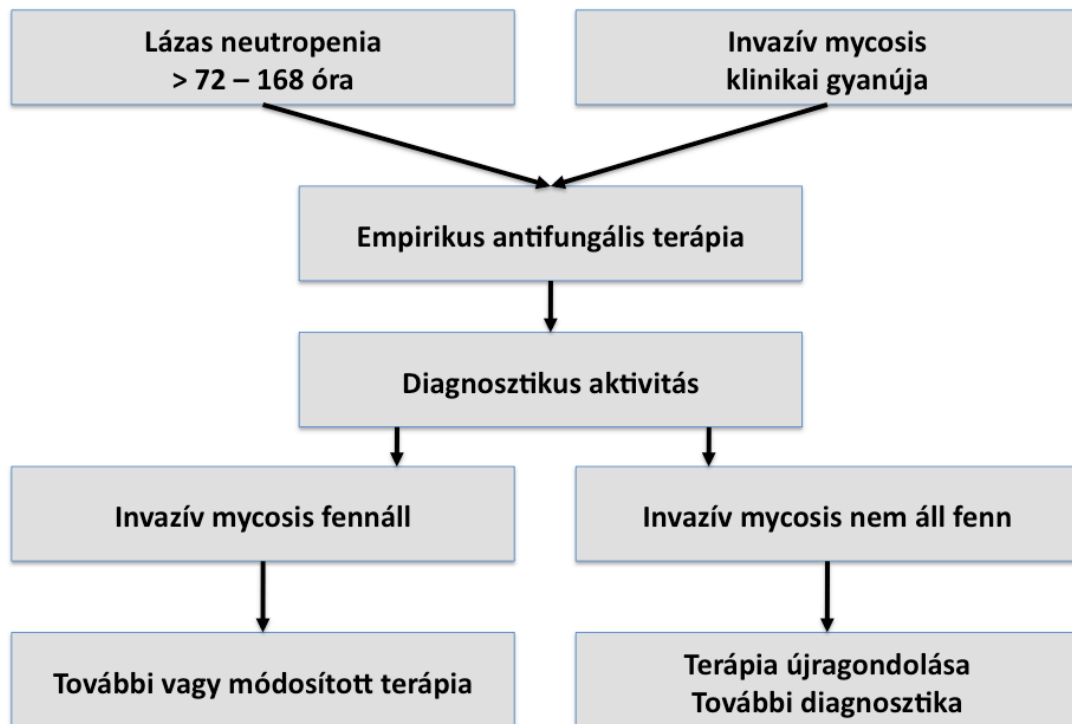 Lázas neutropenia
> 72 – 168 óra
Invazív mycosis
klinikai gyanúja
Empirikus antifungális terápia
Diagnosztikus aktivitás
Invazív mycosis fennáll
Invazív mycosis nem áll fenn
További vagy módosított terápia
Terápia újragondolása
További diagnosztika